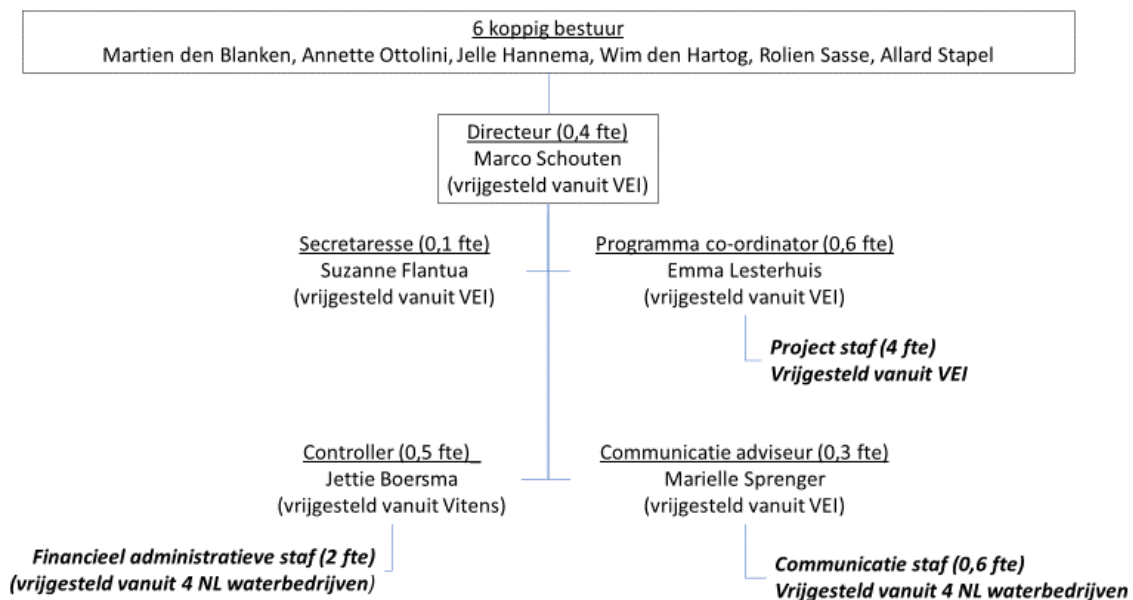 6 koppig bestuur
Martien den Blanken, Annette Ottolini, Jelle Hannema, Wim den Hartog, Rolien Sasse, Allard Stapel
Directeur (0,4 fte)
Marco Schouten
(vrijgesteld vanuit VEI)
Secretaresse (0,1 fte)
Suzanne Flantua
(vrijgesteld vanuit VEI)
Programma co-ordinator (0,6 fte)
Emma Lesterhuis
(vrijgesteld vanuit VEI)
Project staf (4 fte)
Vrijgesteld vanuit VEI
Controller (0,5 fte)_
Jettie Boersma
(vrijgesteld vanuit Vitens)
Financieel administratieve staf (2 fte)
(vrijgesteld vanuit 4 NL waterbedrijven)
Communicatie adviseur (0,3 fte)
Marielle Sprenger
(vrijgesteld vanuit VEI)
Communicatie staf (0,6 fte)
Vrijgesteld vanuit 4 NL waterbedrijven